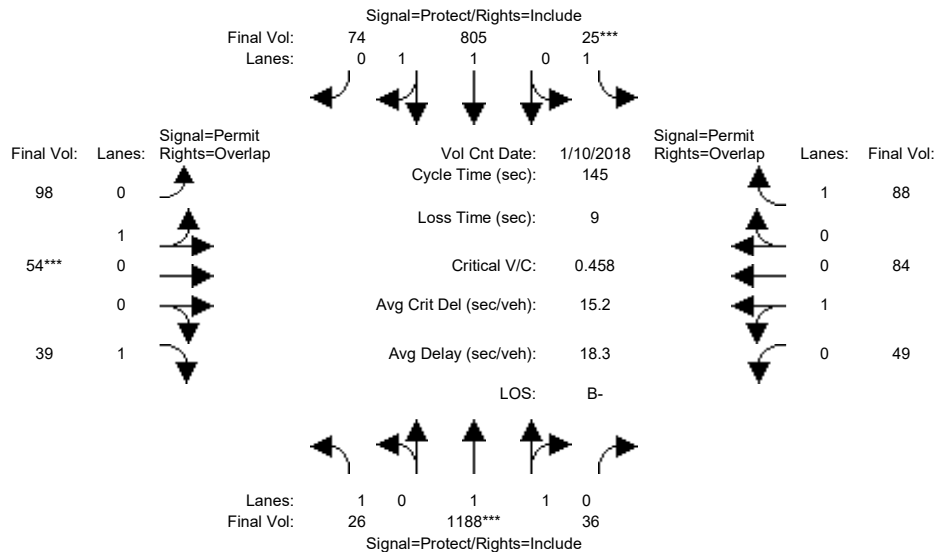 Signal=Protect/Rights=Include
Final Vol: 74 805 25***
Lanes: 0 1 1 0 1
Signal=Permit Signal=Permit
Final Vol: Lanes: Rights=Overlap Vol Cnt Date: 1/10/2018 Rights=Overlap Lanes: Final Vol:
Cycle Time (sec): 145
98 0 1 88
Loss Time (sec): 9
1 0
54*** 0 Critical V/C: 0.458 0 84
0 Avg Crit Del (sec/veh): 15.2 1
39 1 Avg Delay (sec/veh): 18.3 0 49
LOS: B-
Lanes: 1 0 1 1 0
Final Vol: 26 1188*** 36
Signal=Protect/Rights=Include